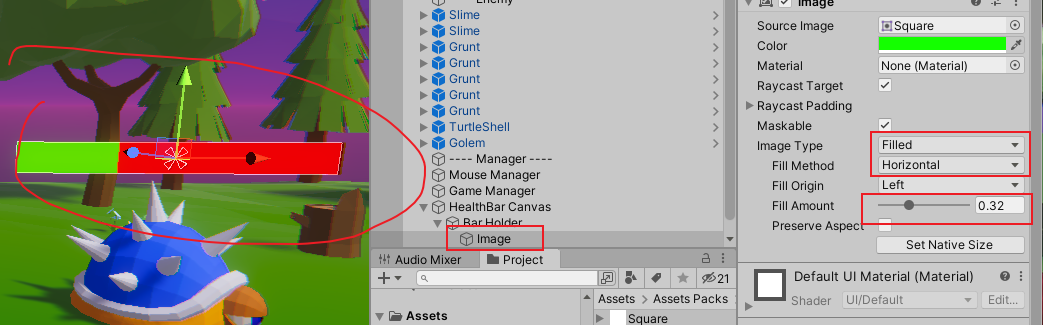 Enemy
Slime
Slime
Grunt
Grunt
Grunt
Grunt
Grunt
TurtleShell
Golem
---- Manager ----
Mouse Manager
Game Manager
HealthBar Canvas
Bar Holder
Image
Audio Mixer
Project
21
Assets
Assets > Assets Packs
Square
Image
Source Image
Square
Color
Material
None (Material)
Raycast Target
Raycast Padding
Maskable
Image Type
Filled
Fill Method
Horizontal
Fill Origin
Left
Fill Amount
0.32
Preserve Aspect
Set Native Size
Default UI Material (Material)
Shader
UI/Default
Edit...